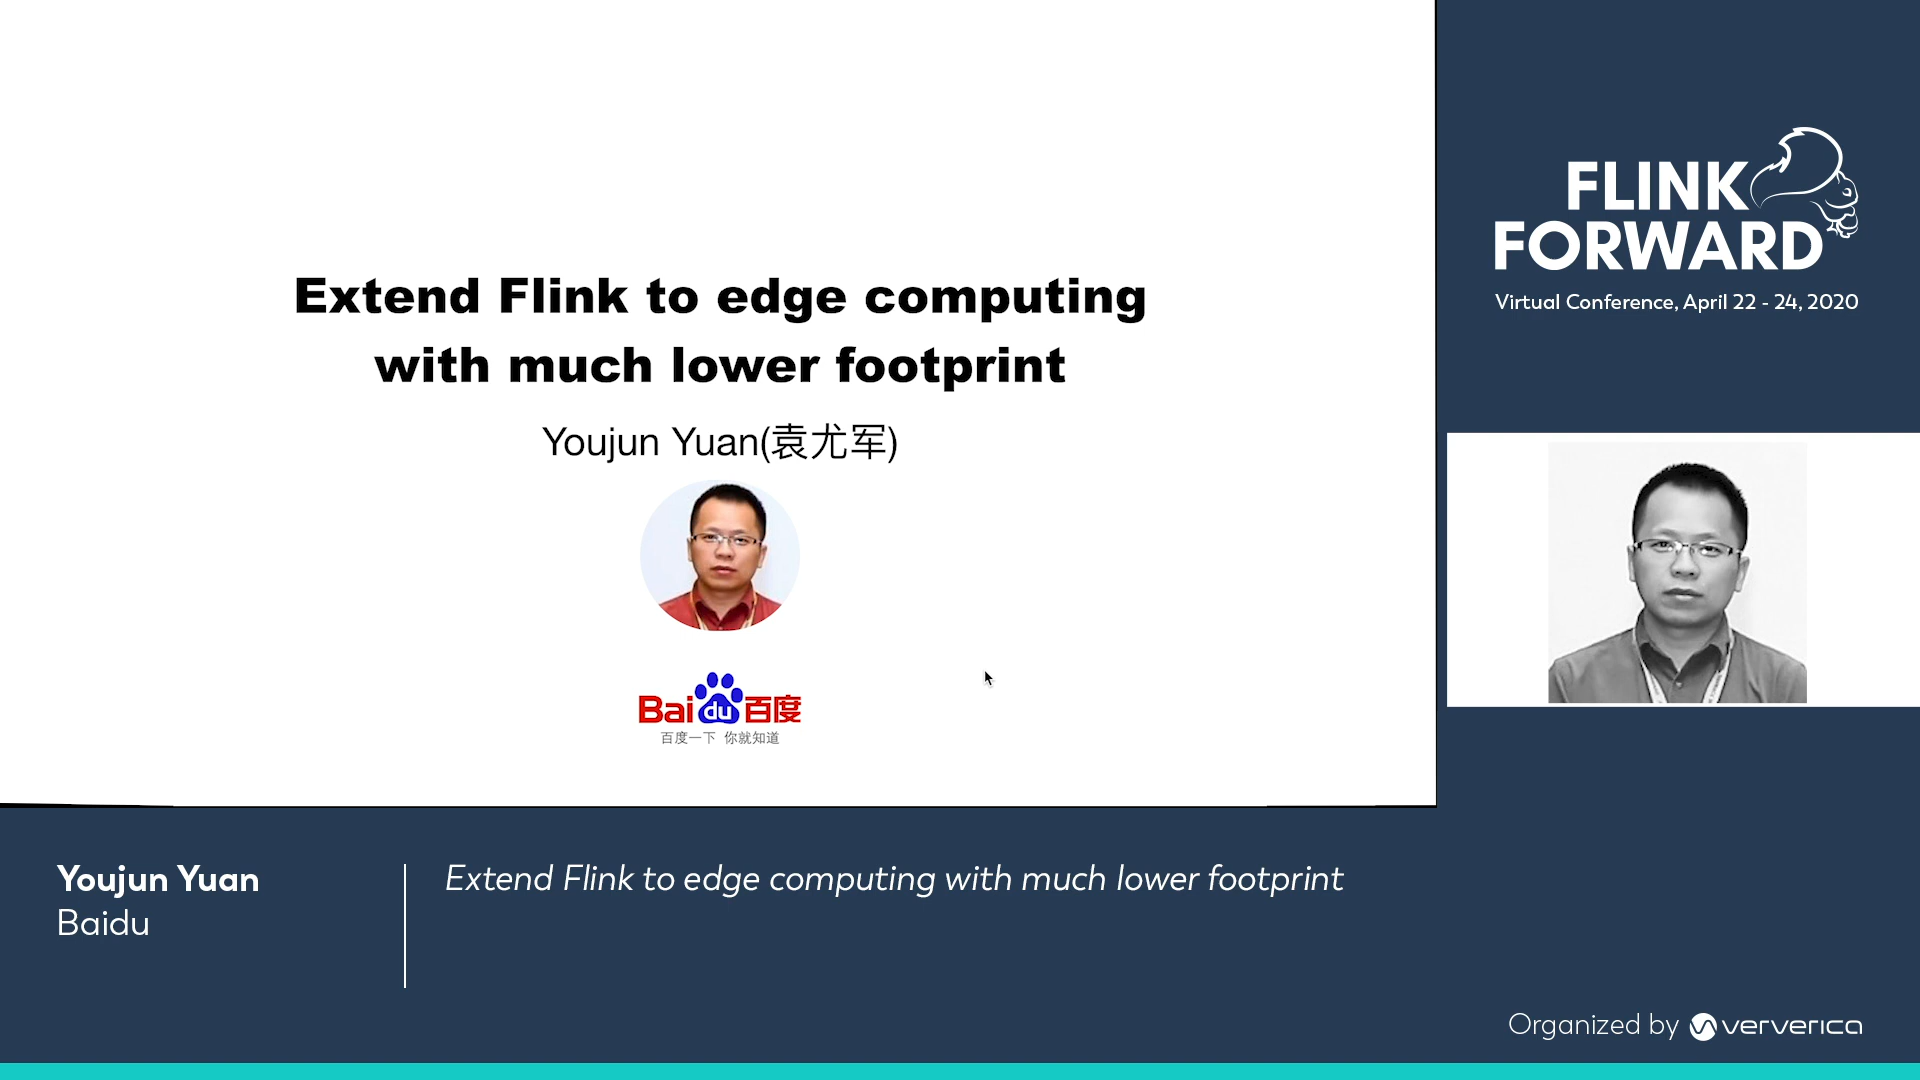 Extend Flink to edge computing
with much lower footprint
Youjun Yuan(袁尤军)
Bai du 百度
百度一下 你就知道
FLINK
FORWARD
Virtual Conference, April 22 - 24, 2020
Youjun Yuan
Baidu
Extend Flink to edge computing with much lower footprint
Organized by ververica